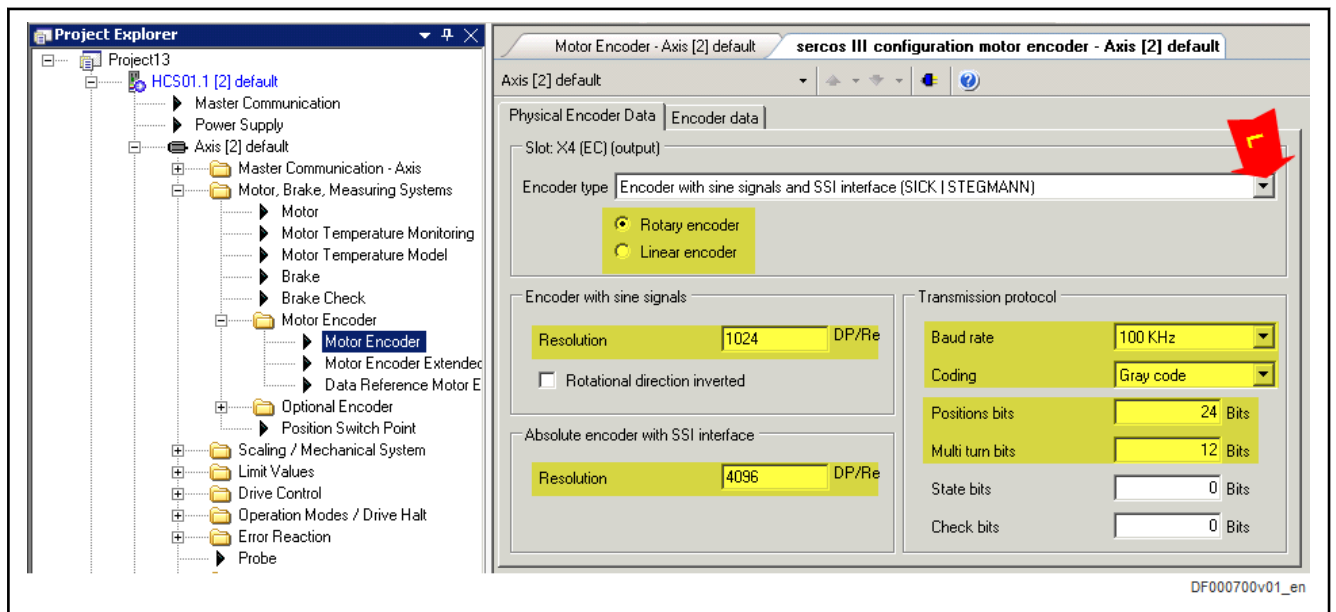 Project Explorer
Project13
HCS01.1 [2] default
Master Communication
Power Supply
Axis [2] default
Master Communication - Axis
Motor, Brake, Measuring Systems
Motor
Motor Temperature Monitoring
Motor Temperature Model
Brake
Brake Check
Motor Encoder
Motor Encoder
Motor Encoder Extended
Data Reference Motor E
Optional Encoder
Position Switch Point
Scaling / Mechanical System
Limit Values
Drive Control
Operation Modes / Drive Halt
Error Reaction
Probe
Motor Encoder - Axis [2] default
sercos III configuration motor encoder - Axis [2] default
Axis [2] default
Physical Encoder Data
Encoder data
Slot: X4 (EC) (output)
Encoder type Encoder with sine signals and SSI interface (SICK | STEGMANN)
Rotary encoder
Linear encoder
Encoder with sine signals
Resolution 1024 DP/Re
Rotational direction inverted
Absolute encoder with SSI interface
Resolution 4096 DP/Re
Transmission protocol
Baud rate 100 KHz
Coding Gray code
Positions bits 24 Bits
Multi turn bits 12 Bits
State bits 0 Bits
Check bits 0 Bits
DF000700v01_en